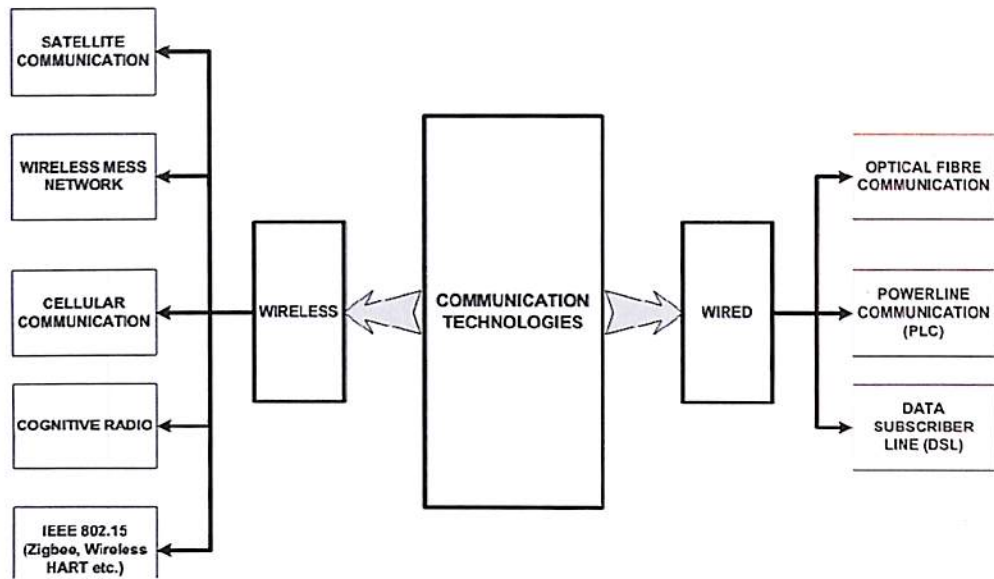 SATELLITE
COMMUNICATION
WIRELESS MESS
NETWORK
CELLULAR
COMMUNICATION
COGNITIVE RADIO
IEEE 802.15
(Zigbee, Wireless
HART etc.)
WIRELESS
COMMUNICATION
TECHNOLOGIES
WIRED
OPTICAL FIBRE
COMMUNICATION
POWERLINE
COMMUNICATION
(PLC)
DATA
SUBSCRIBER
LINE (DSL)